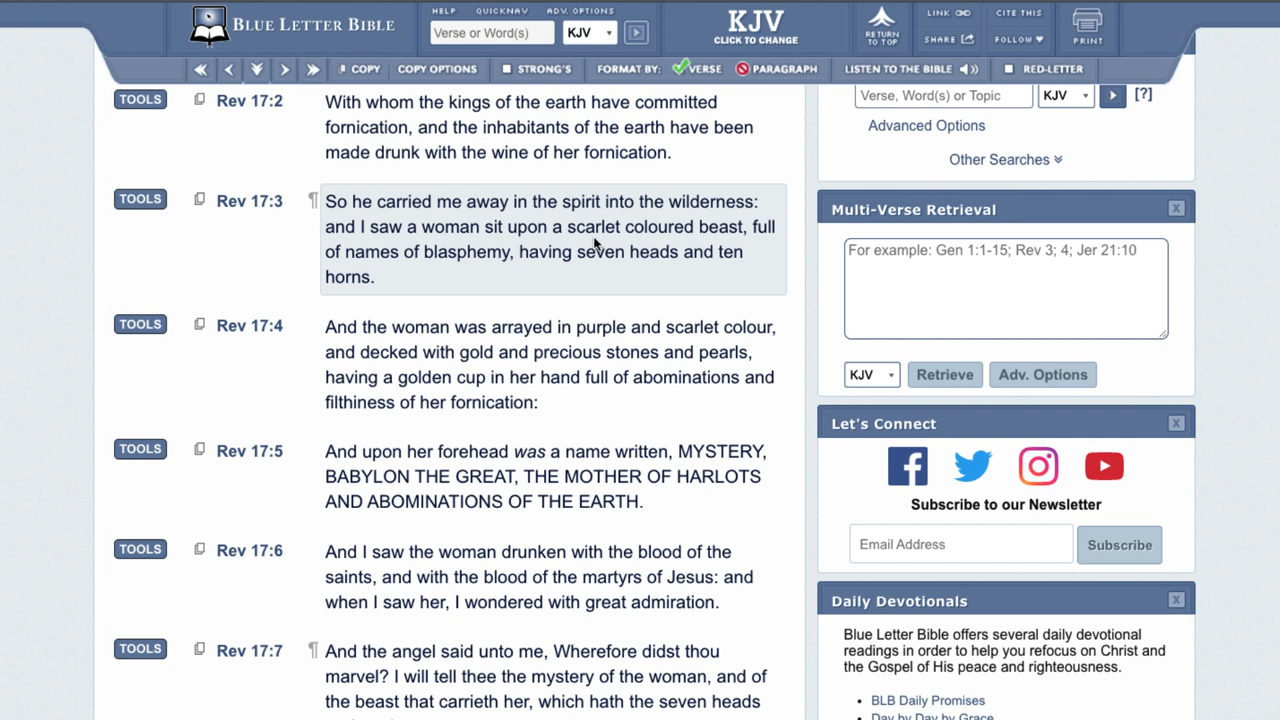 BLUE LETTER BIBLE
HELP QUICKNAV ADV. OPTIONS
Verse or Word(s) KJV
KJV
CLICK TO CHANGE
RETURN
TO TOP
LINK
CITE THIS
SHARE
FOLLOW
PRINT
COPY COPY OPTIONS STRONG'S FORMAT BY: VERSE PARAGRAPH LISTEN TO THE BIBLE RED-LETTER
TOOLS Rev 17:2 With whom the kings of the earth have committed
fornication, and the inhabitants of the earth have been
made drunk with the wine of her fornication.
TOOLS Rev 17:3 ¶ So he carried me away in the spirit into the wilderness:
and I saw a woman sit upon a scarlet coloured beast, full
of names of blasphemy, having seven heads and ten
horns.
TOOLS Rev 17:4 And the woman was arrayed in purple and scarlet colour,
and decked with gold and precious stones and pearls,
having a golden cup in her hand full of abominations and
filthiness of her fornication:
TOOLS Rev 17:5 And upon her forehead was a name written, MYSTERY,
BABYLON THE GREAT, THE MOTHER OF HARLOTS
AND ABOMINATIONS OF THE EARTH.
TOOLS Rev 17:6 And I saw the woman drunken with the blood of the
saints, and with the blood of the martyrs of Jesus: and
when I saw her, I wondered with great admiration.
TOOLS Rev 17:7 ¶ And the angel said unto me, Wherefore didst thou
marvel? I will tell thee the mystery of the woman, and of
the beast that carrieth her, which hath the seven heads
Verse, Word(s) or Topic KJV [?]
Advanced Options
Other Searches
Multi-Verse Retrieval X
For example: Gen 1:1-15; Rev 3; 4; Jer 21:10
KJV Retrieve Adv. Options
Let's Connect X
Subscribe to our Newsletter
Email Address Subscribe
Daily Devotionals X
Blue Letter Bible offers several daily devotional
readings in order to help you refocus on Christ and
the Gospel of His peace and righteousness.
• BLB Daily Promises
• Day by Day by Grace